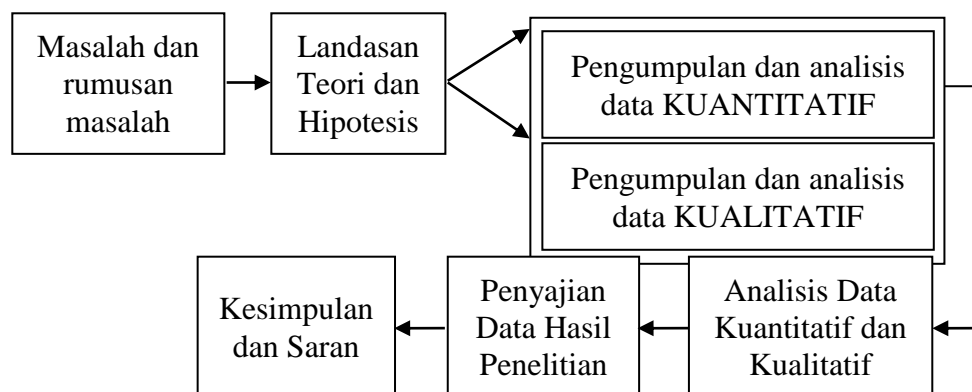 Masalah dan
rumusan
masalah
Landasan
Teori dan
Hipotesis
Pengumpulan dan analisis
data KUANTITATIF
Pengumpulan dan analisis
data KUALITATIF
Analisis Data
Kuantitatif dan
Kualitatif
Penyajian
Data Hasil
Penelitian
Kesimpulan
dan Saran